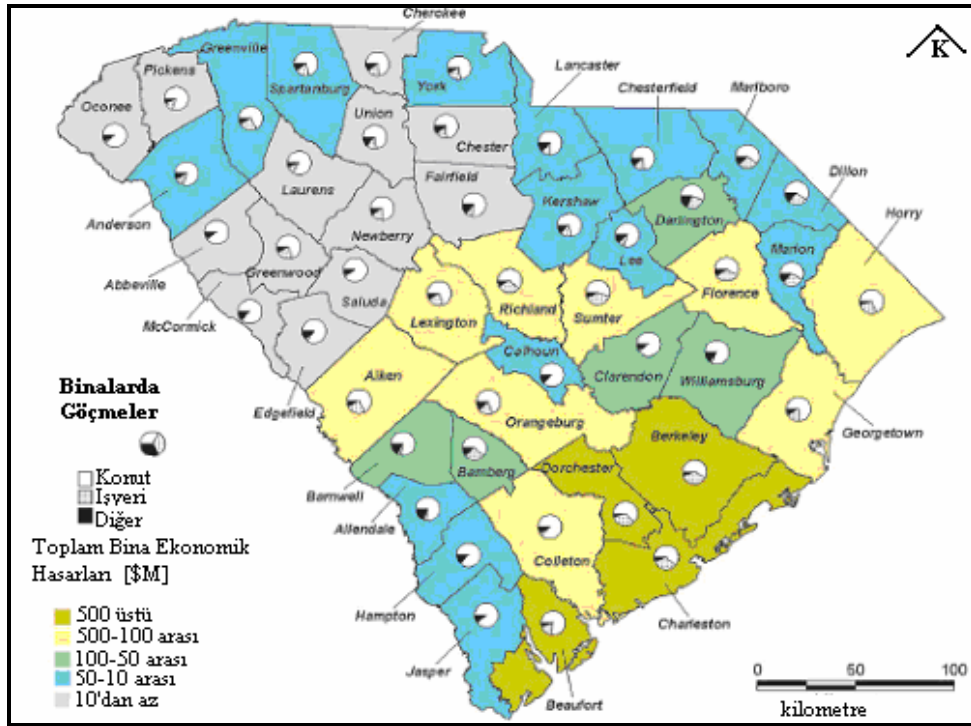 Cherokee
K
Greenville
Pickens
Lancaster
Chesterfield
Marlboro
Oconee
Spartanburg
York
Union
Chester
Fairfield
Laurens
Anderson
Kershaw
Darlington
Dillon
Horry
Newberry
Lee
Marion
Abbeville
Greenwood
Saluda
Richland
Florence
McCormick
Lexington
Sumter
Calhoun
Clarendon
Williamsburg
Aiken
Edgefield
Orangeburg
Georgetown
Berkeley
Dorchester
Bamberg
Barnwell
Allendale
Colleton
Hampton
Charleston
Jasper
Beaufort
Binalarda
Göçmeler
Konut
İşyeri
Diğer
Toplam Bina Ekonomik
Hasarları [$M]
500 üstü
500-100 arası
100-50 arası
50-10 arası
10'dan az
0 50 100
kilometre